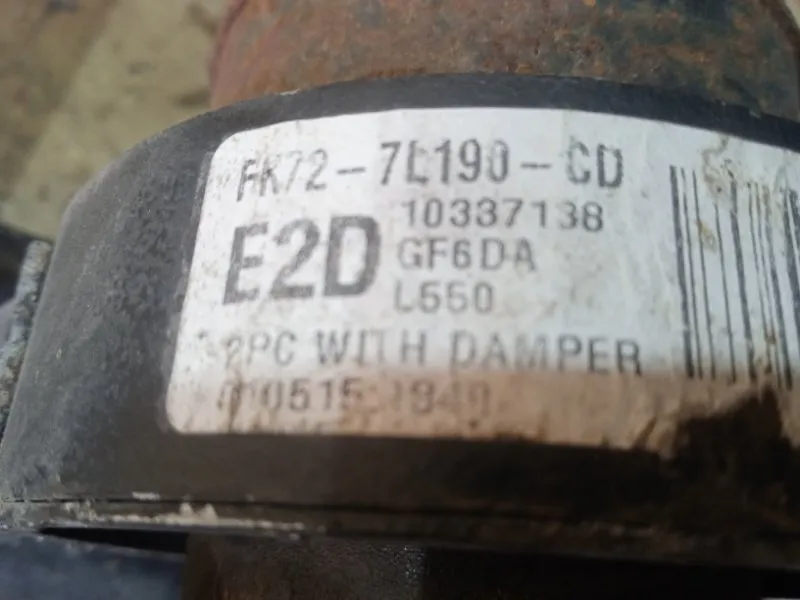 FK72-7L190-CD
E2D
10337138
GF6DA
L550
2PC WITH DAMPER